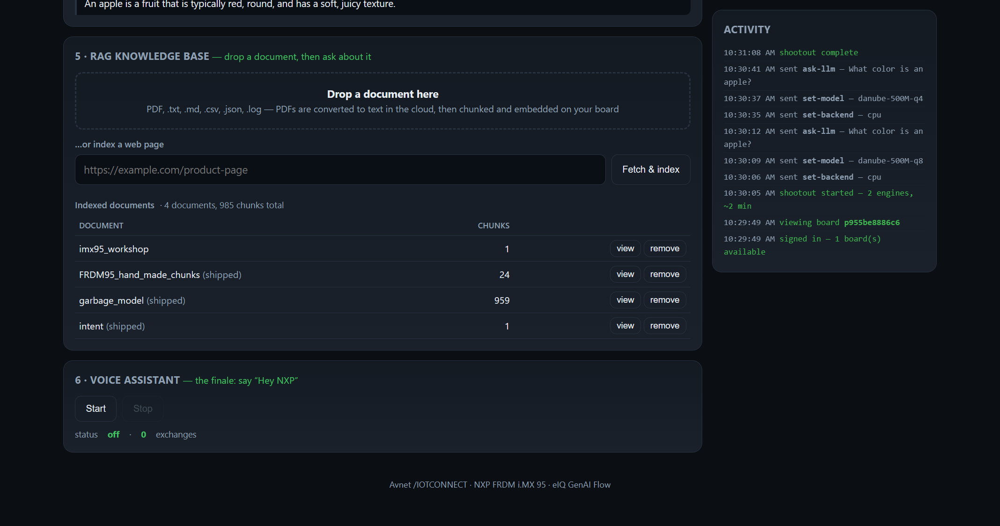 An apple is a fruit that is typically red, round, and has a soft, juicy texture.
5 · RAG KNOWLEDGE BASE — drop a document, then ask about it
Drop a document here
PDF, .txt, .md, .csv, .json, .log — PDFs are converted to text in the cloud, then chunked and embedded on your board
...or index a web page
https://example.com/product-page
Fetch & index
Indexed documents · 4 documents, 985 chunks total
DOCUMENT CHUNKS
imx95_workshop 1 view remove
FRDM95_hand_made_chunks (shipped) 24 view remove
garbage_model (shipped) 959 view remove
intent (shipped) 1 view remove
6 · VOICE ASSISTANT — the finale: say “Hey NXP”
Start Stop
status off · 0 exchanges
ACTIVITY
10:31:08 AM shootout complete
10:30:41 AM sent ask-llm — What color is an
apple?
10:30:37 AM sent set-model — danube-500M-q4
10:30:35 AM sent set-backend — cpu
10:30:12 AM sent ask-llm — What color is an
apple?
10:30:09 AM sent set-model — danube-500M-q8
10:30:06 AM sent set-backend — cpu
10:30:05 AM shootout started — 2 engines,
~2 min
10:29:49 AM viewing board p955be8886c6
10:29:49 AM signed in — 1 board(s)
available
Avnet /IOTCONNECT · NXP FRDM i.MX 95 · eIQ GenAI Flow